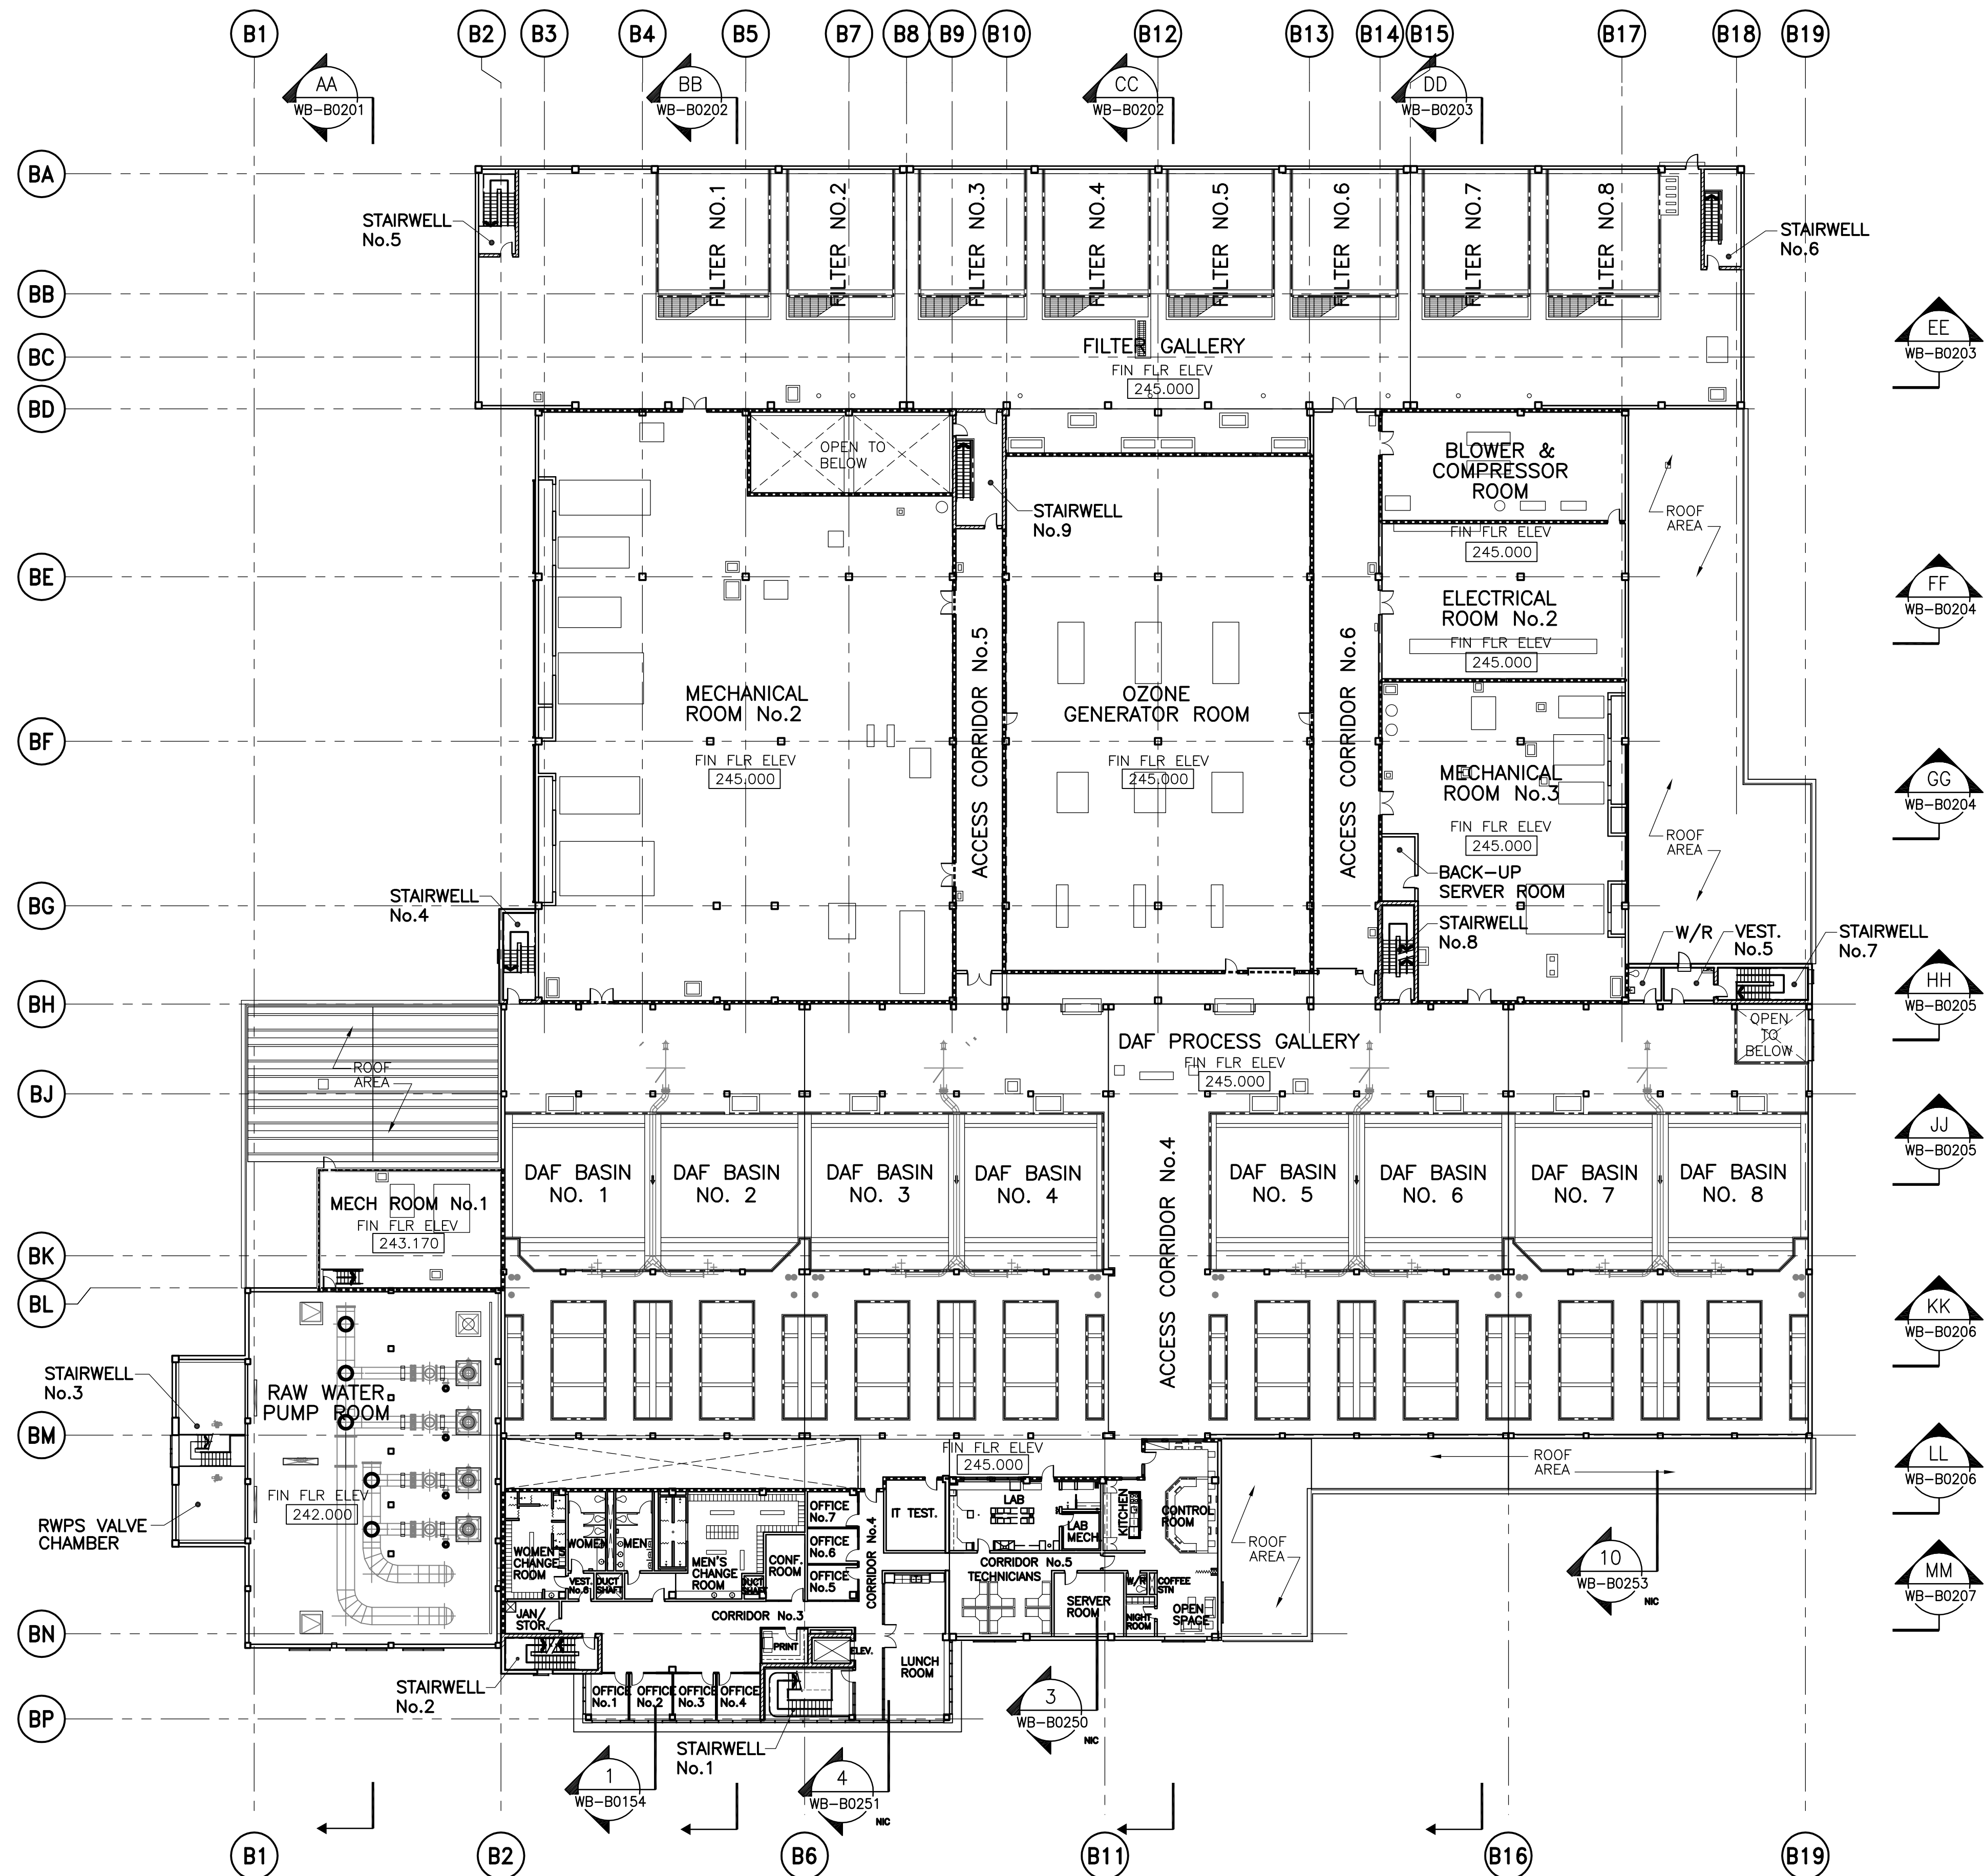 B1
B2
B3
B4
B5
B7
B8
B9
B10
B12
B13
B14
B15
B17
B18
B19
AA
WB-B0201
BB
WB-B0202
CC
WB-B0202
DD
WB-B0203
BA
BB
BC
BD
BE
BF
BG
BH
BJ
BK
BL
BM
BN
BP
STAIRWELL
No.5
FILTER NO.1
FILTER NO.2
FILTER NO.3
FILTER NO.4
FILTER NO.5
FILTER NO.6
FILTER NO.7
FILTER NO.8
STAIRWELL
No.6
FILTER GALLERY
FIN FLR ELEV
245.000
EE
WB-B0203
OPEN TO
BELOW
STAIRWELL
No.9
BLOWER &
COMPRESSOR
ROOM
FIN FLR ELEV
245.000
ROOF
AREA
ELECTRICAL
ROOM No.2
FIN FLR ELEV
245.000
FF
WB-B0204
MECHANICAL
ROOM No.2
FIN FLR ELEV
245.000
ACCESS CORRIDOR No.5
OZONE
GENERATOR ROOM
FIN FLR ELEV
245.000
ACCESS CORRIDOR No.6
MECHANICAL
ROOM No.3
FIN FLR ELEV
245.000
ROOF
AREA
GG
WB-B0204
BACK-UP
SERVER ROOM
STAIRWELL
No.4
STAIRWELL
No.8
W/R
VEST.
No.5
STAIRWELL
No.7
HH
WB-B0205
OPEN
TO
BELOW
DAF PROCESS GALLERY
FIN FLR ELEV
245.000
ROOF
AREA
JJ
WB-B0205
DAF BASIN
NO. 1
DAF BASIN
NO. 2
DAF BASIN
NO. 3
DAF BASIN
NO. 4
ACCESS CORRIDOR No.4
DAF BASIN
NO. 5
DAF BASIN
NO. 6
DAF BASIN
NO. 7
DAF BASIN
NO. 8
MECH ROOM No.1
FIN FLR ELEV
243.170
KK
WB-B0206
STAIRWELL
No.3
RAW WATER
PUMP ROOM
FIN FLR ELEV
242.000
RWPS VALVE
CHAMBER
FIN FLR ELEV
245.000
ROOF
AREA
LL
WB-B0206
WOMEN'S
CHANGE
ROOM
WOMEN
MEN
VEST.
No.6
DUCT
SHAFT
MEN'S
CHANGE
ROOM
DUCT
SHAFT
CONF.
ROOM
OFFICE
No.7
OFFICE
No.6
OFFICE
No.5
CORRIDOR No.4
IT TEST.
LAB
LAB
MECH
KITCHEN
CONTROL
ROOM
CORRIDOR No.5
TECHNICIANS
SERVER
ROOM
W/R
COFFEE
STN
NIGHT
ROOM
OPEN
SPACE
ROOF
AREA
10
WB-B0253
NIC
MM
WB-B0207
JAN/
STOR.
CORRIDOR No.3
PRINT
ELEV.
LUNCH
ROOM
STAIRWELL
No.2
OFFICE
No.1
OFFICE
No.2
OFFICE
No.3
OFFICE
No.4
STAIRWELL
No.1
1
WB-B0154
4
WB-B0251
NIC
3
WB-B0250
NIC
B1
B2
B6
B11
B16
B19